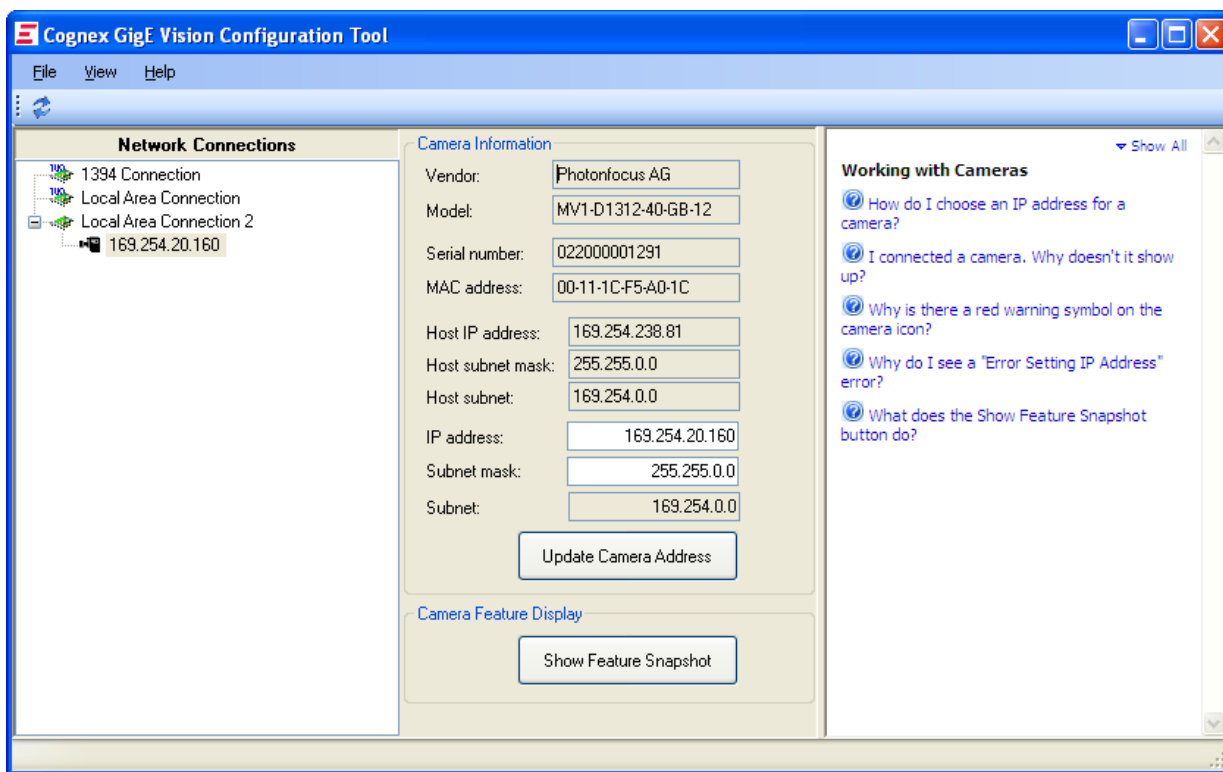 Cognex GigE Vision Configuration Tool
File View Help
Network Connections
1394 Connection
Local Area Connection
Local Area Connection 2
169.254.20.160
Camera Information
Vendor: Photonfocus AG
Model: MV1-D1312-40-GB-12
Serial number: 022000001291
MAC address: 00-11-1C-F5-A0-1C
Host IP address: 169.254.238.81
Host subnet mask: 255.255.0.0
Host subnet: 169.254.0.0
IP address: 169.254.20.160
Subnet mask: 255.255.0.0
Subnet: 169.254.0.0
Update Camera Address
Camera Feature Display
Show Feature Snapshot
Show All
Working with Cameras
How do I choose an IP address for a
camera?
I connected a camera. Why doesn't it show
up?
Why is there a red warning symbol on the
camera icon?
Why do I see a "Error Setting IP Address"
error?
What does the Show Feature Snapshot
button do?